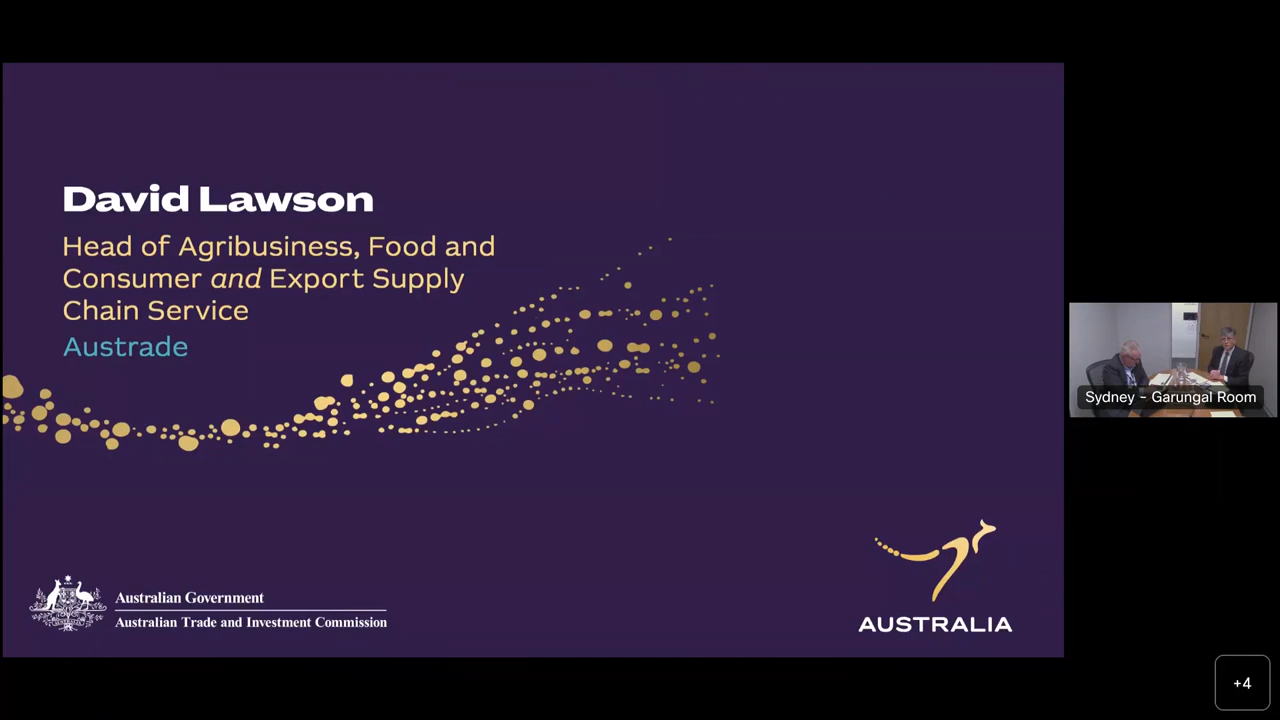 David Lawson
Head of Agribusiness, Food and
Consumer and Export Supply
Chain Service
Austrade
Australian Government
Australian Trade and Investment Commission
AUSTRALIA
Sydney - Garungal Room
+4